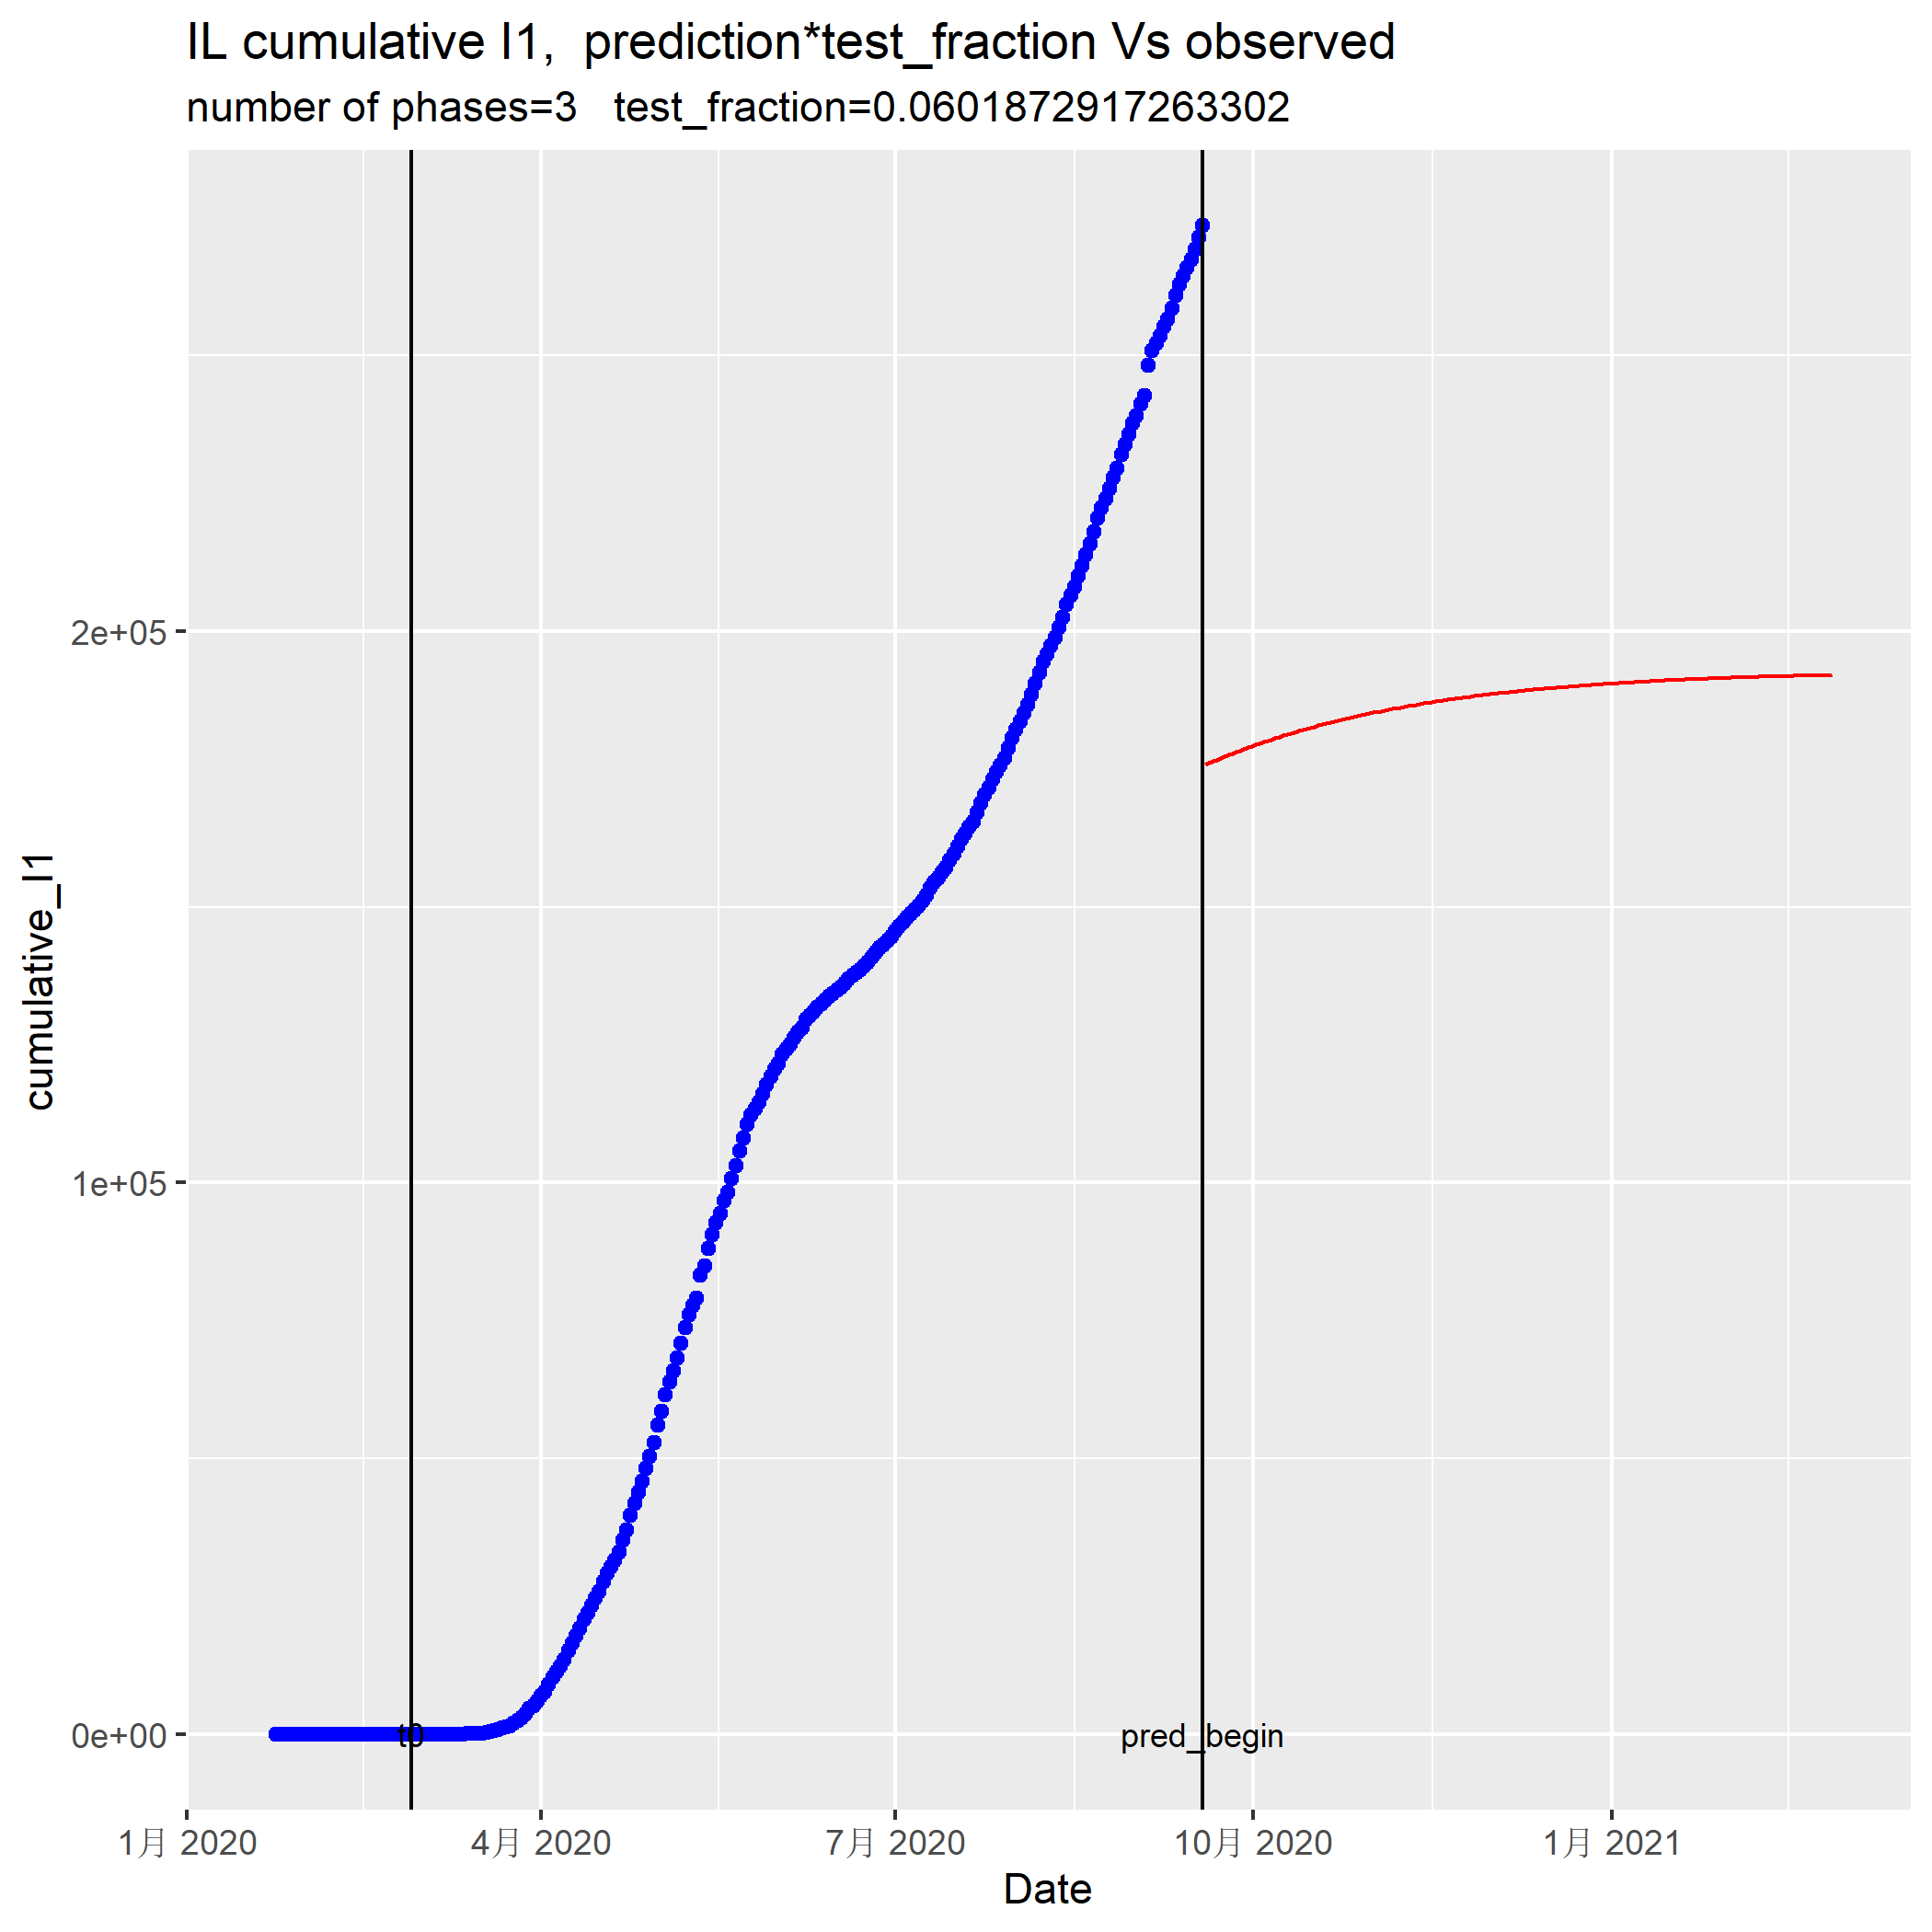 IL cumulative I1,  prediction*test_fraction Vs observed
number of phases=3   test_fraction=0.0601872917263302
cumulative_I1
2e+05
1e+05
0e+00
t0
pred_begin
1月 2020
4月 2020
7月 2020
10月 2020
1月 2021
Date